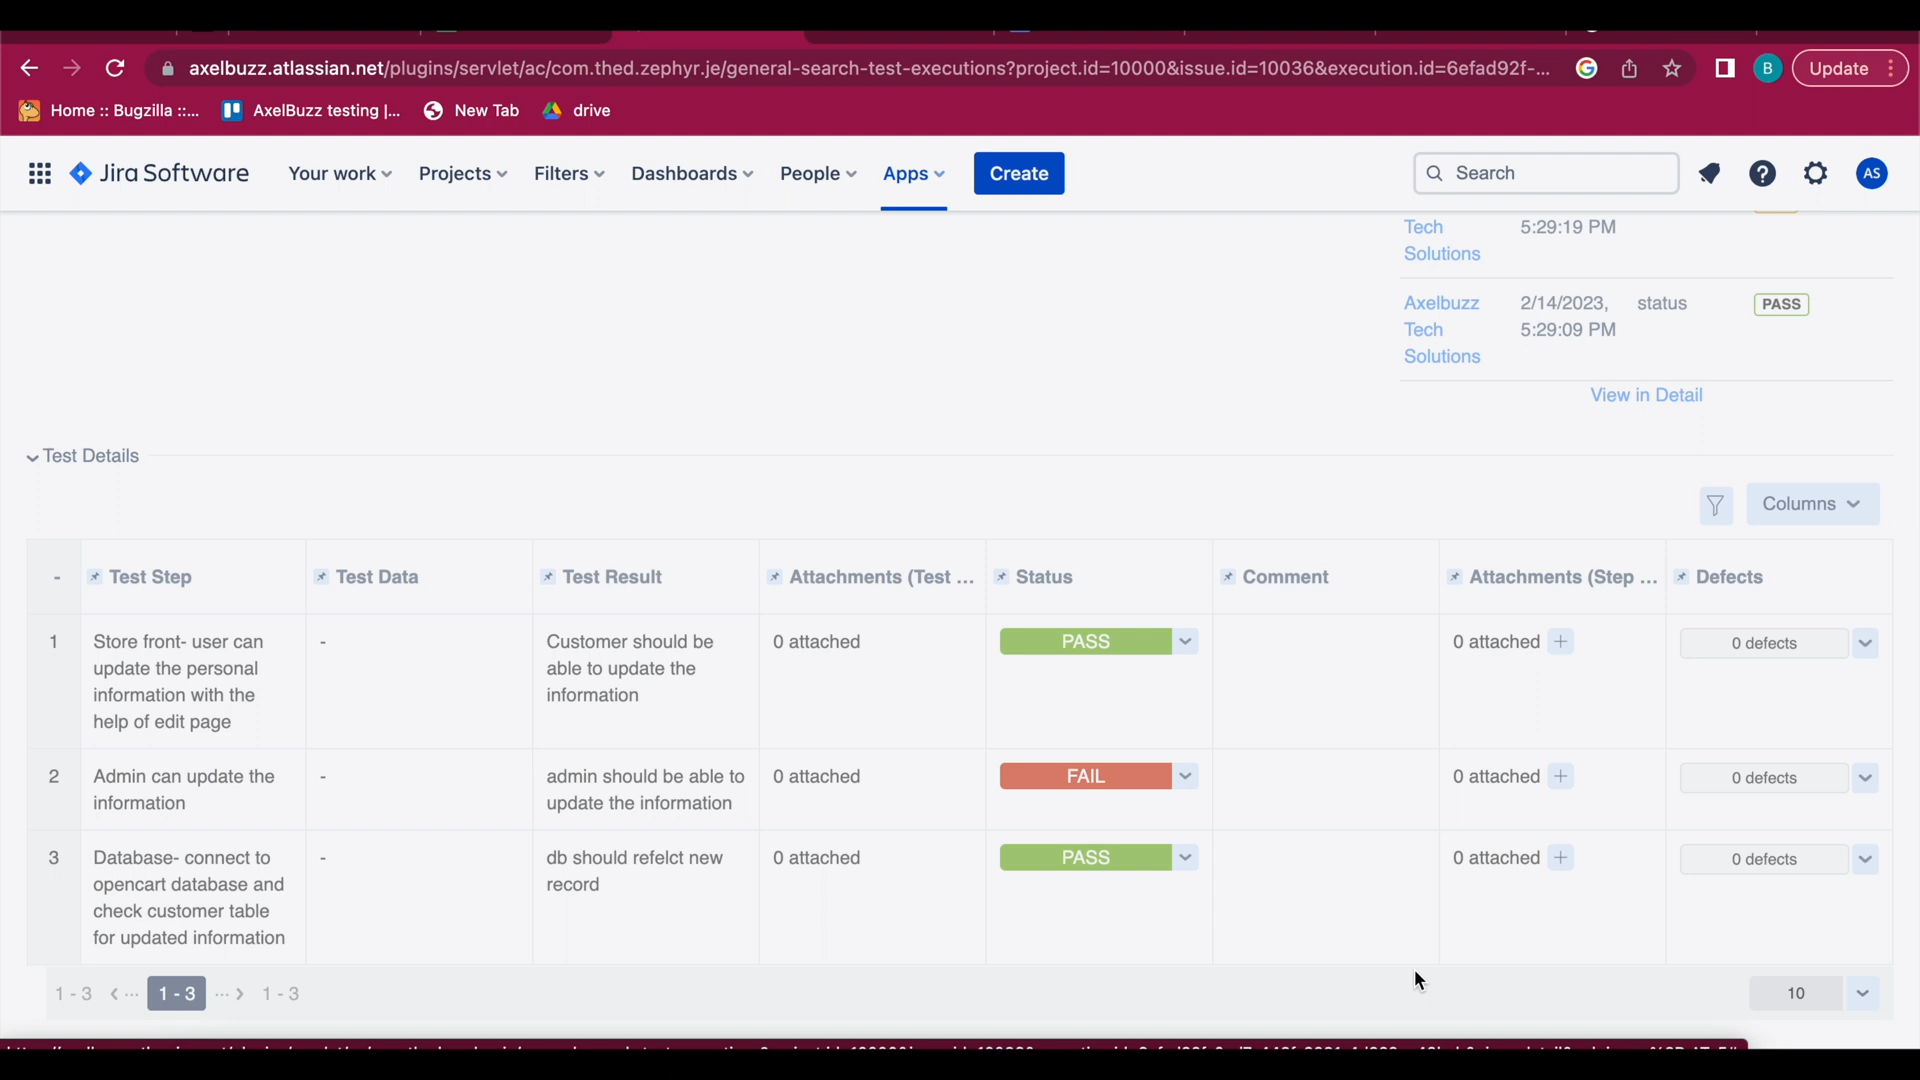 axelbuzz.atlassian.net/plugins/servlet/ac/com.thed.zephyr.je/general-search-test-executions?project.id=10000&issue.id=10036&execution.id=6efad92f-...
B
Update
Home :: Bugzilla ::...
AxelBuzz testing |...
New Tab
drive
Jira Software
Your work
Projects
Filters
Dashboards
People
Apps
Create
Search
AS
Tech 5:29:19 PM
Solutions
Axelbuzz 2/14/2023, status PASS
Tech 5:29:09 PM
Solutions
View in Detail
Test Details
Columns
- Test Step Test Data Test Result Attachments (Test ... Status Comment Attachments (Step ... Defects
1 Store front- user can - Customer should be 0 attached PASS 0 attached + 0 defects
update the personal able to update the
information with the information
help of edit page
2 Admin can update the - admin should be able to 0 attached FAIL 0 attached + 0 defects
information update the information
3 Database- connect to - db should refelct new 0 attached PASS 0 attached + 0 defects
opencart database and record
check customer table
for updated information
1 - 3 < ... 1 - 3 ... > 1 - 3
10